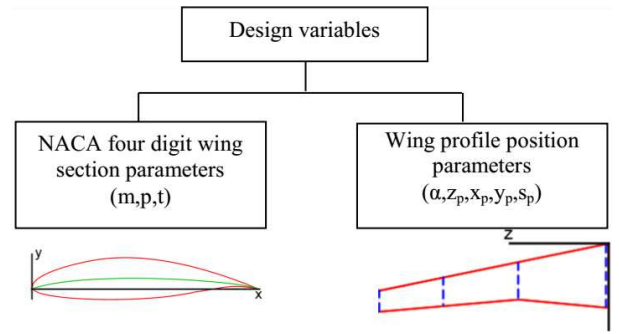 Design variables
NACA four digit wing
section parameters
(m,p,t)
Wing profile position
parameters
(α,zp,xp,yp,sp)
y
x
z